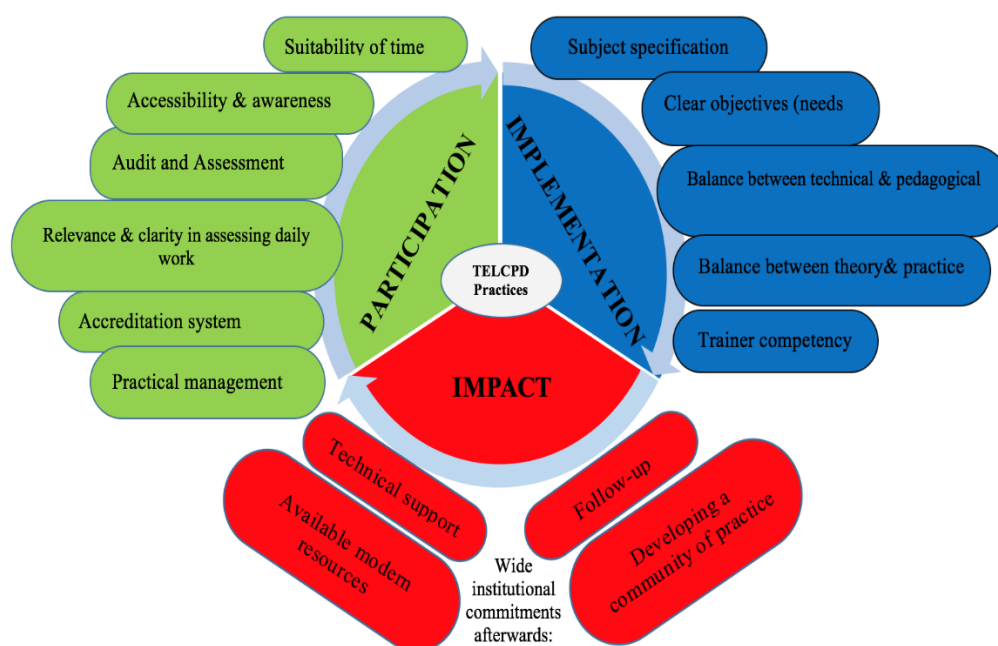 Suitability of time
Accessibility & awareness
Audit and Assessment
Relevance & clarity in assessing daily
work
Accreditation system
Practical management
PARTICIPATION
IMPLEMENTATION
TELCPD
Practices
IMPACT
Subject specification
Clear objectives (needs
Balance between technical & pedagogical
Balance between theory& practice
Trainer competency
Technical support
Available modern
resources
Follow-up
Developing a
community of practice
Wide
institutional
commitments
afterwards: